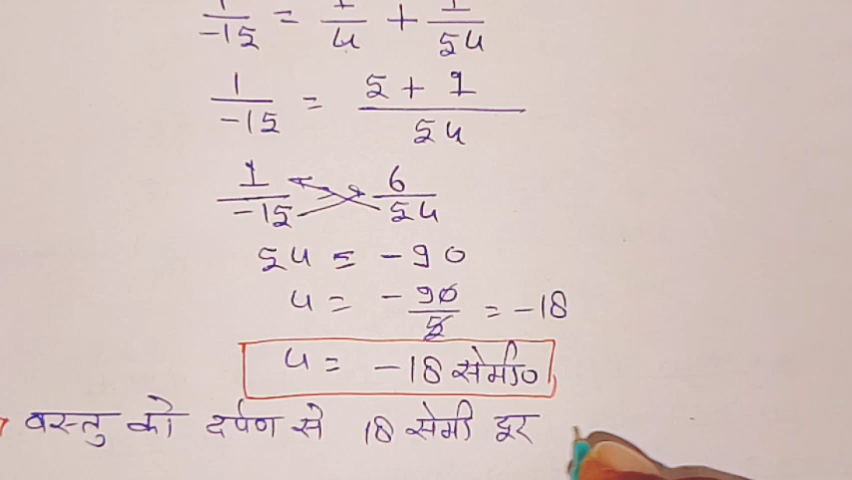 1/-15 = 1/u + 1/5u
1/-15 = 5 + 1/5u
1/-15 6/5u
5u = -90
u = -90/5 = -18
u = -18 सेमी०
वस्तु को दर्पण से 18 सेमी दूर